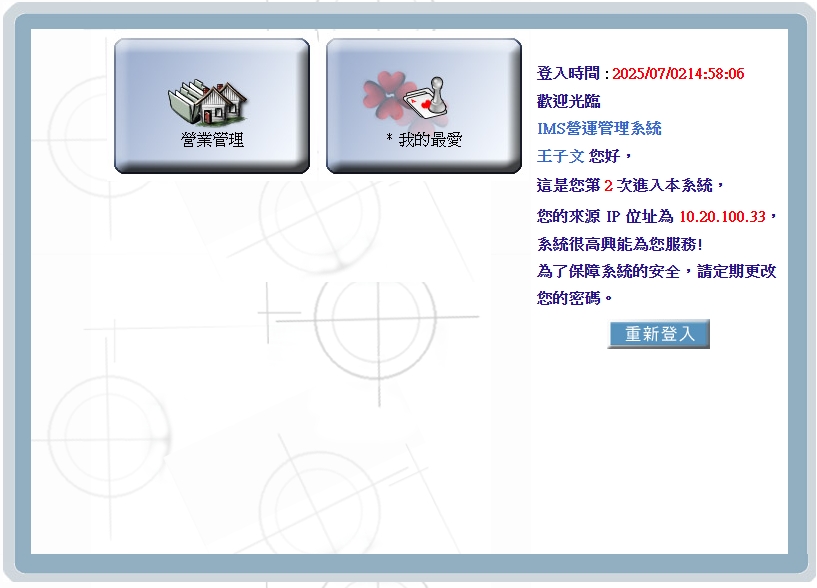 營業管理
* 我的最愛
登入時間 : 2025/07/0214:58:06
歡迎光臨
IMS營運管理系統
王子文 您好，
這是您第 2 次進入本系統，
您的來源 IP 位址為 10.20.100.33，
系統很高興能為您服務!
為了保障系統的安全，請定期更改
您的密碼。
重新登入